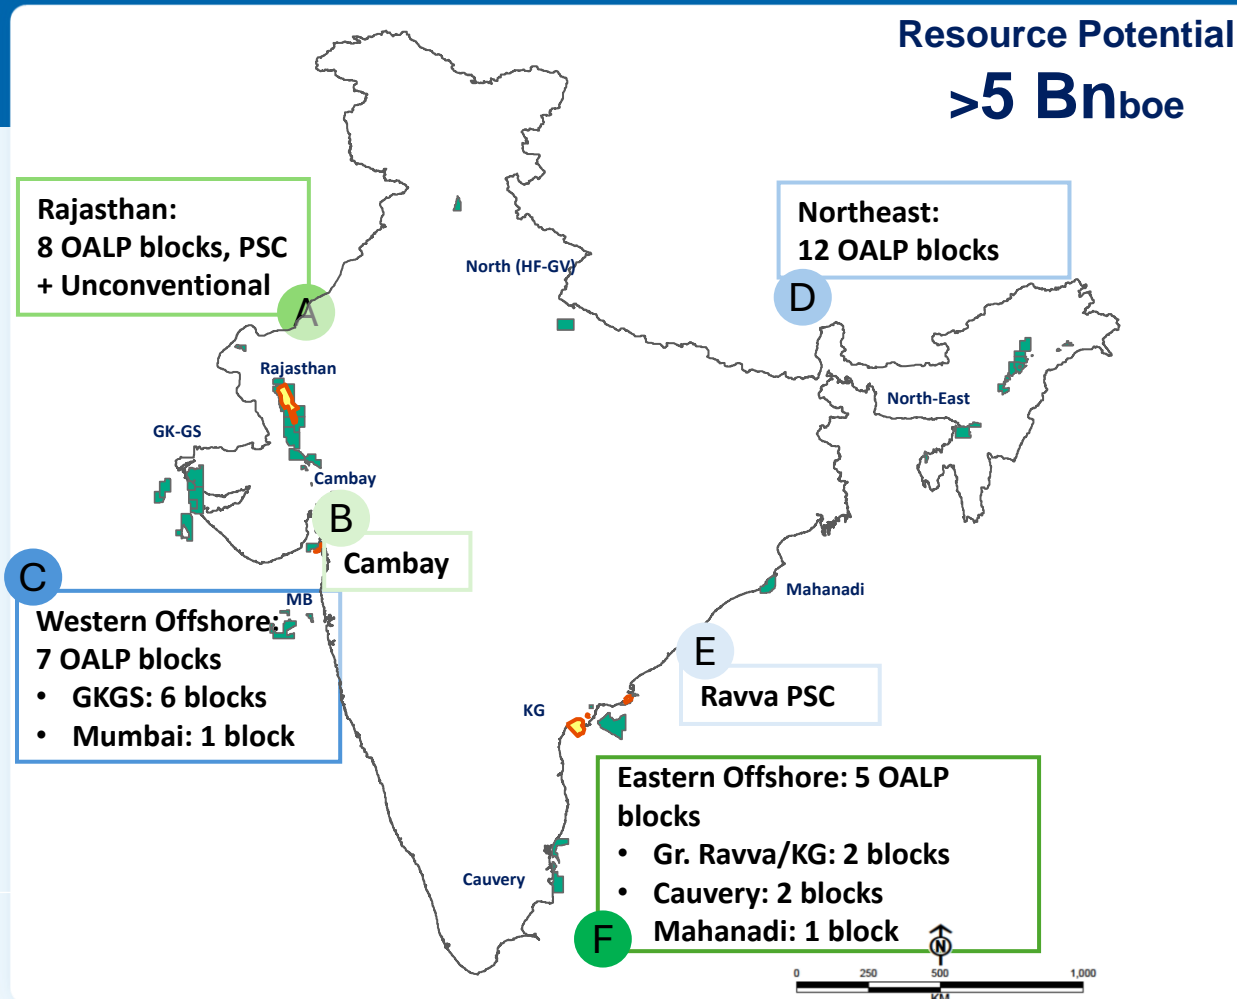 Resource Potential
>5 Bnboe
Rajasthan:
8 OALP blocks, PSC
+ Unconventional
A
Northeast:
12 OALP blocks
D
North (HF-GV)
Rajasthan
North-East
GK-GS
Cambay
B
Cambay
C
MB
Western Offshore:
7 OALP blocks
• GKGS: 6 blocks
• Mumbai: 1 block
Mahanadi
E
Ravva PSC
KG
Eastern Offshore: 5 OALP
blocks
• Gr. Ravva/KG: 2 blocks
• Cauvery: 2 blocks
Mahanadi: 1 block
F
Cauvery
N
0 250 500 1,000
KM